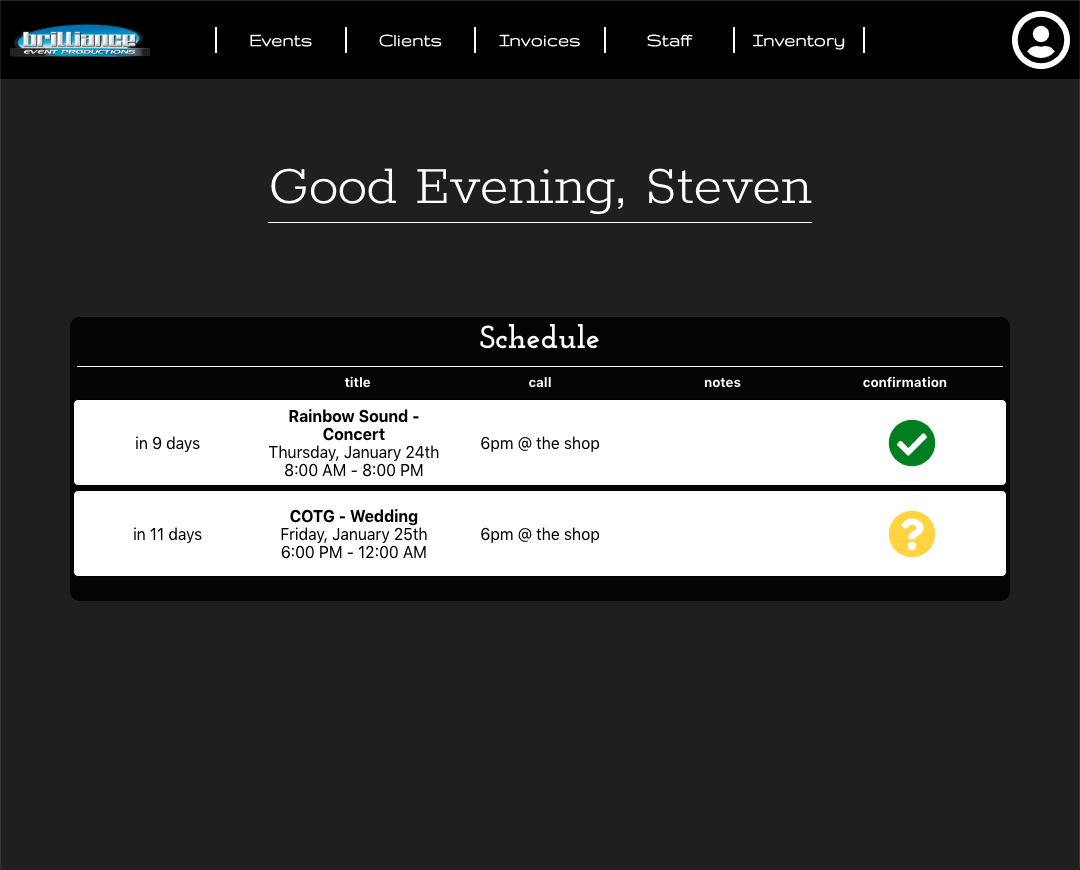 brilliance
EVENT PRODUCTIONS
Events
Clients
Invoices
Staff
Inventory
Good Evening, Steven
Schedule
title call notes confirmation
in 9 days
Rainbow Sound -
Concert
Thursday, January 24th
8:00 AM - 8:00 PM
6pm @ the shop
in 11 days
COTG - Wedding
Friday, January 25th
6:00 PM - 12:00 AM
6pm @ the shop
?